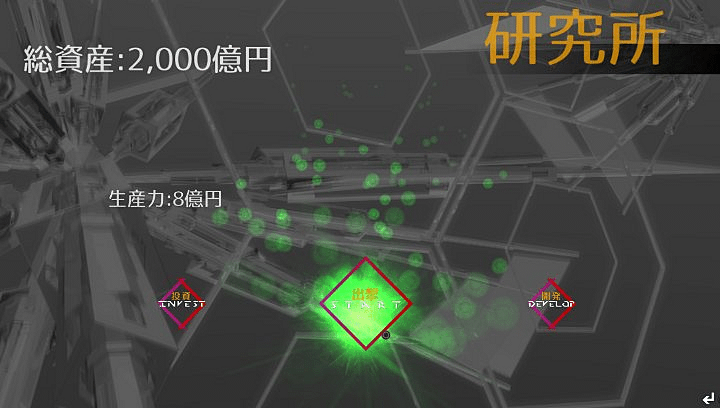 研究所
総資産:2,000億円
生産力:8億円
投資
INVEST
出撃
START
開発
DEVELOP